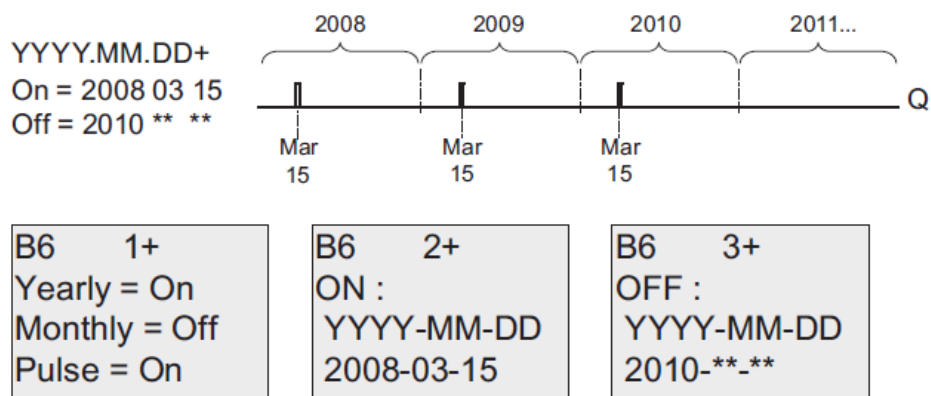 2008 2009 2010 2011...
YYYY.MM.DD+
On = 2008 03 15
Off = 2010 ** **
Q
Mar Mar Mar
15 15 15
B6 1+
Yearly = On
Monthly = Off
Pulse = On
B6 2+
ON :
YYYY-MM-DD
2008-03-15
B6 3+
OFF :
YYYY-MM-DD
2010-**-**